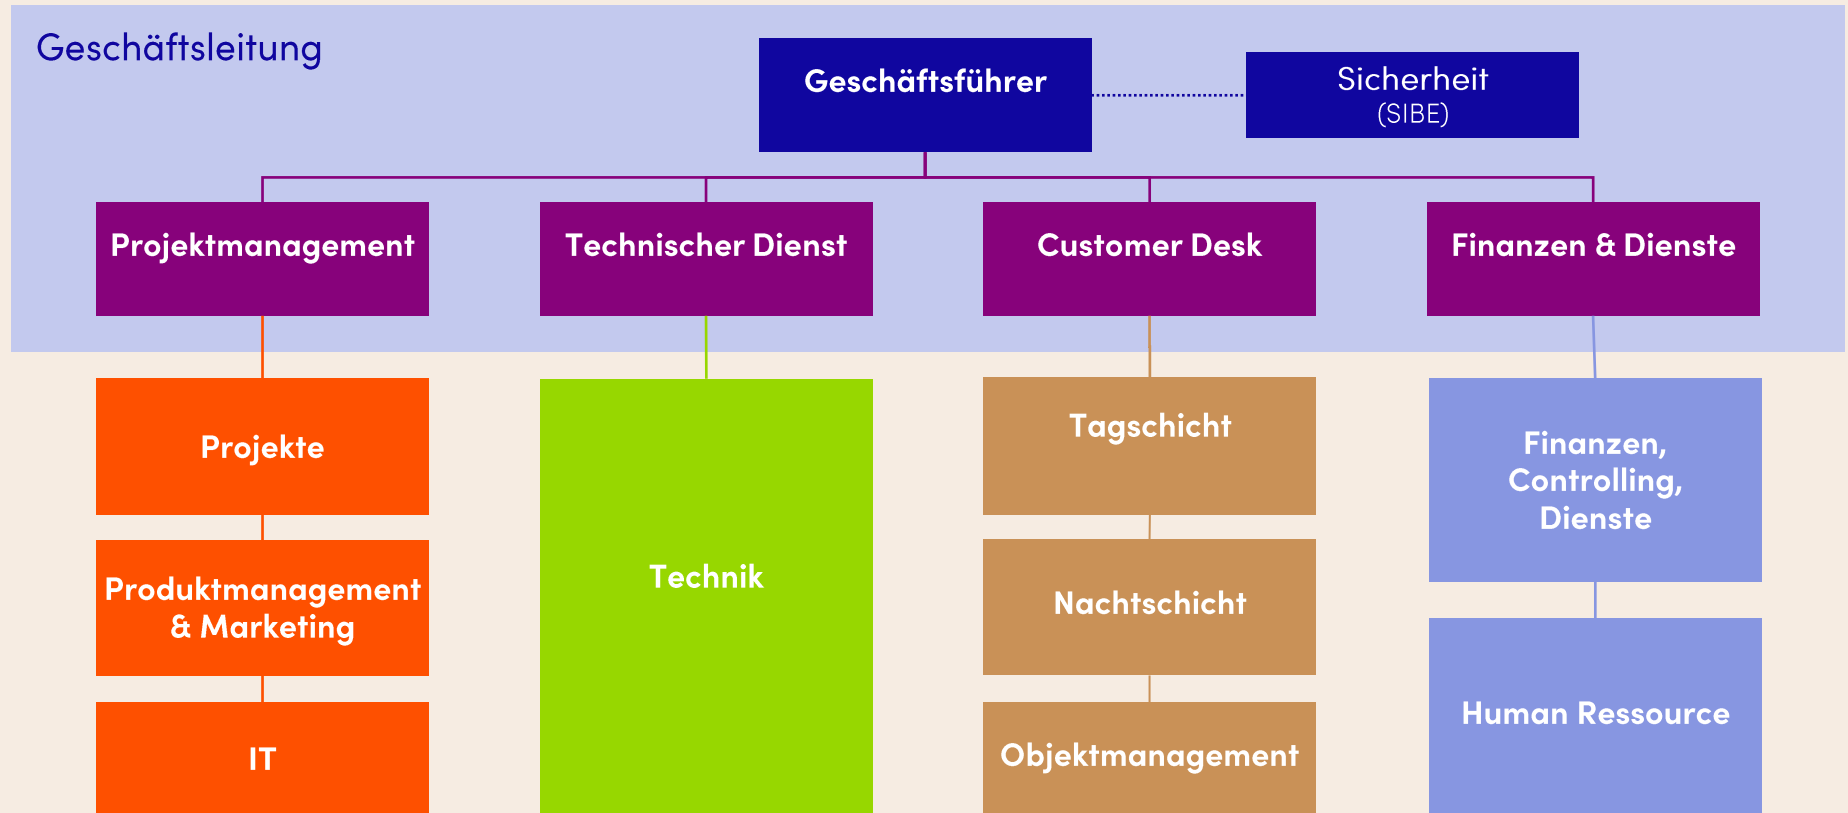 Geschäftsleitung
Geschäftsführer
Sicherheit
(SIBE)
Projektmanagement
Technischer Dienst
Customer Desk
Finanzen & Dienste
Projekte
Produktmanagement
& Marketing
IT
Technik
Tagschicht
Nachtschicht
Objektmanagement
Finanzen,
Controlling,
Dienste
Human Ressource